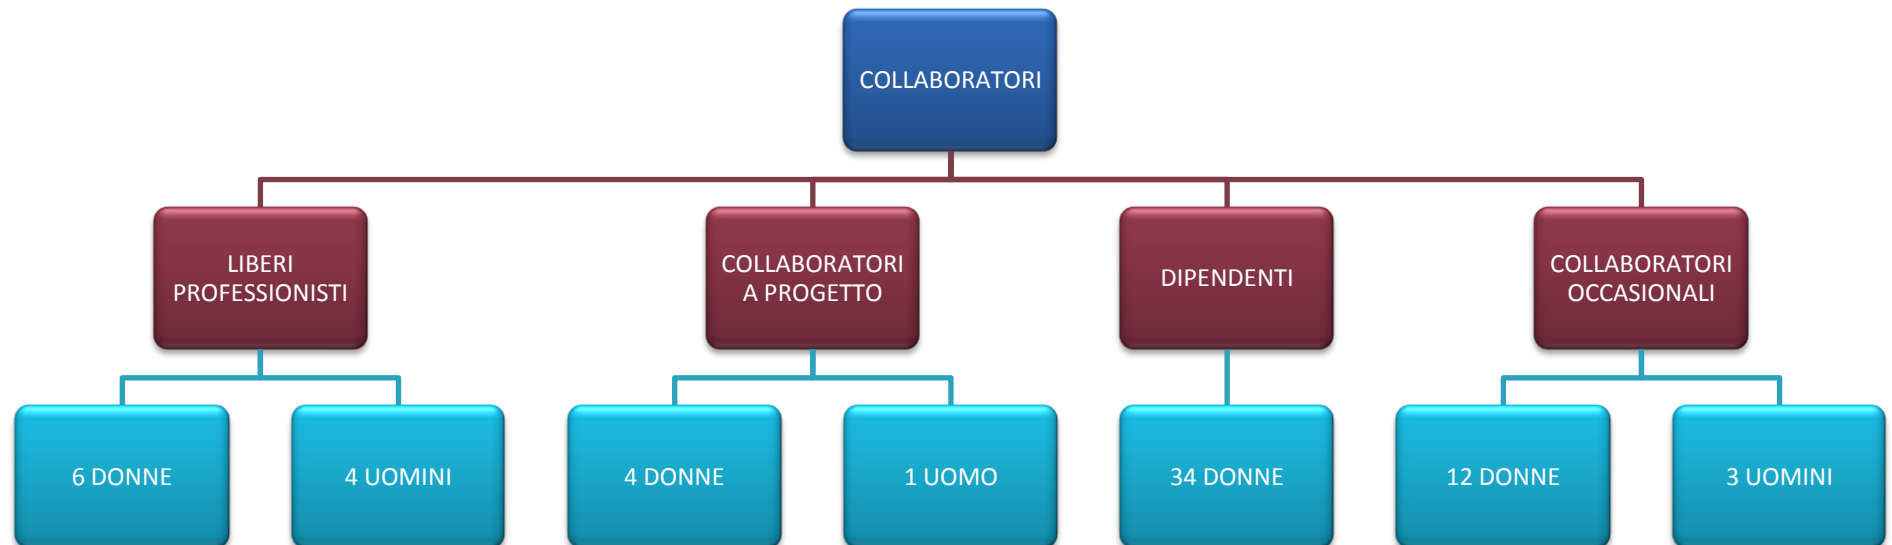 COLLABORATORI
LIBERI
PROFESSIONISTI
COLLABORATORI
A PROGETTO
DIPENDENTI
COLLABORATORI
OCCASIONALI
6 DONNE
4 UOMINI
4 DONNE
1 UOMO
34 DONNE
12 DONNE
3 UOMINI